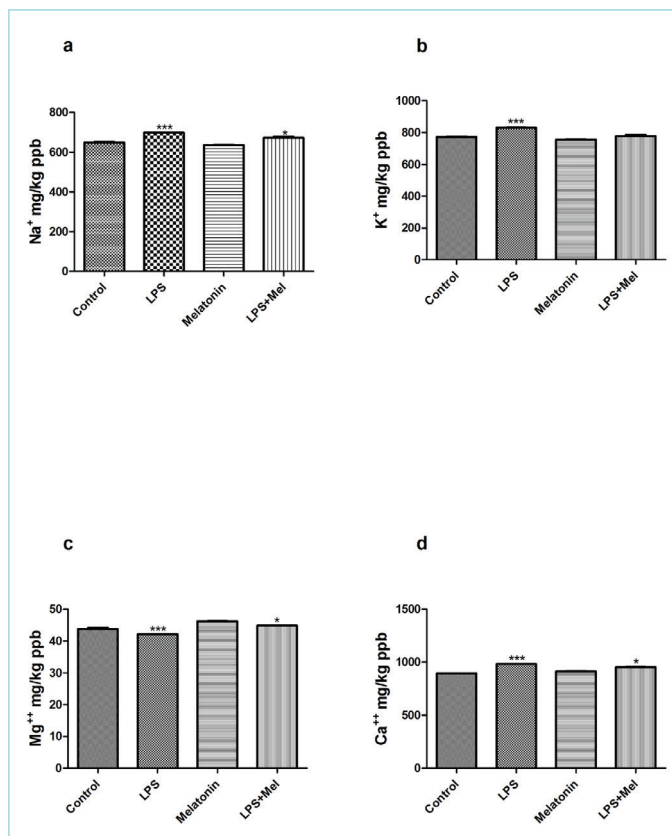 a
800
600
400
200
0
Na⁺ mg/kg ppb
***
*
Control
LPS
Melatonin
LPS+Mel
b
1000
800
600
400
200
0
K⁺ mg/kg ppb
***
Control
LPS
Melatonin
LPS+Mel
c
50
40
30
20
10
0
Mg⁺⁺ mg/kg ppb
***
*
Control
LPS
Melatonin
LPS+Mel
d
1500
1000
500
0
Ca⁺⁺ mg/kg ppb
***
*
Control
LPS
Melatonin
LPS+Mel